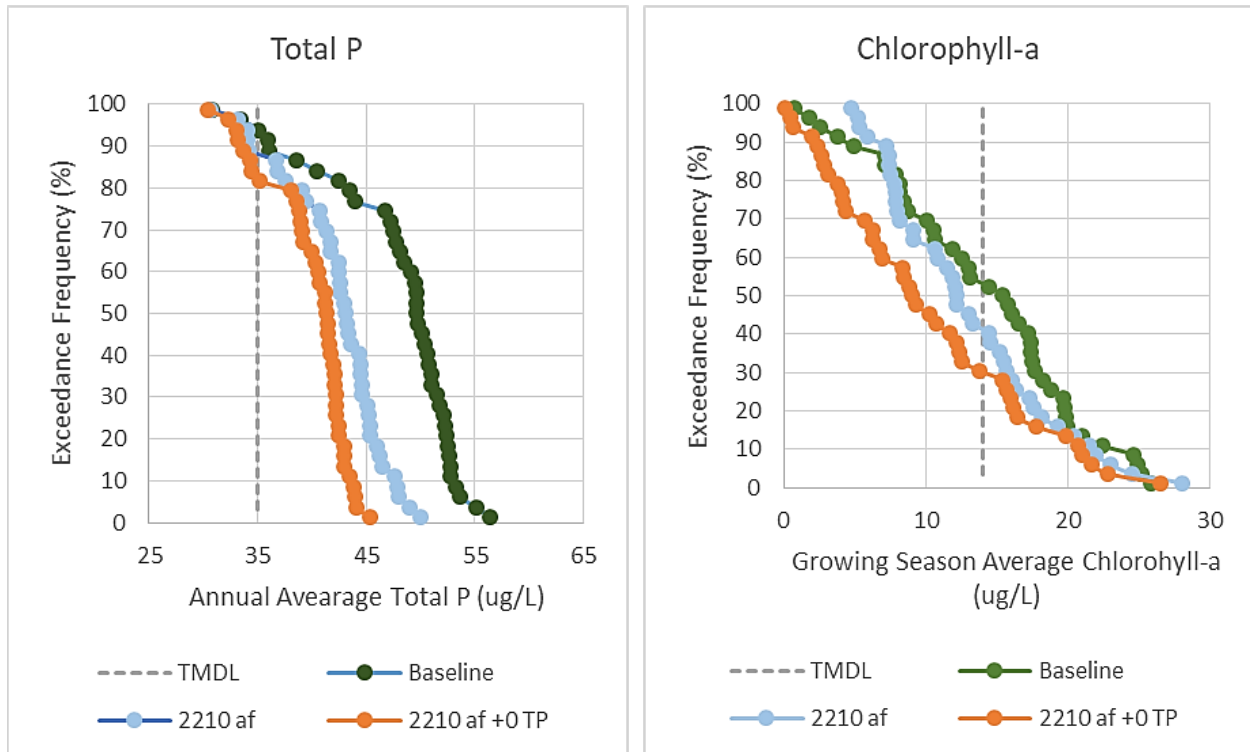 Total P
100
90
80
70
60
50
40
30
20
10
0
Exceedance Frequency (%)
25 35 45 55 65
Annual Avearage Total P (ug/L)
TMDL Baseline
2210 af 2210 af +0 TP
Chlorophyll-a
100
90
80
70
60
50
40
30
20
10
0
Exceedance Frequency (%)
0 10 20 30
Growing Season Average Chlorohyll-a
(ug/L)
TMDL Baseline
2210 af 2210 af +0 TP